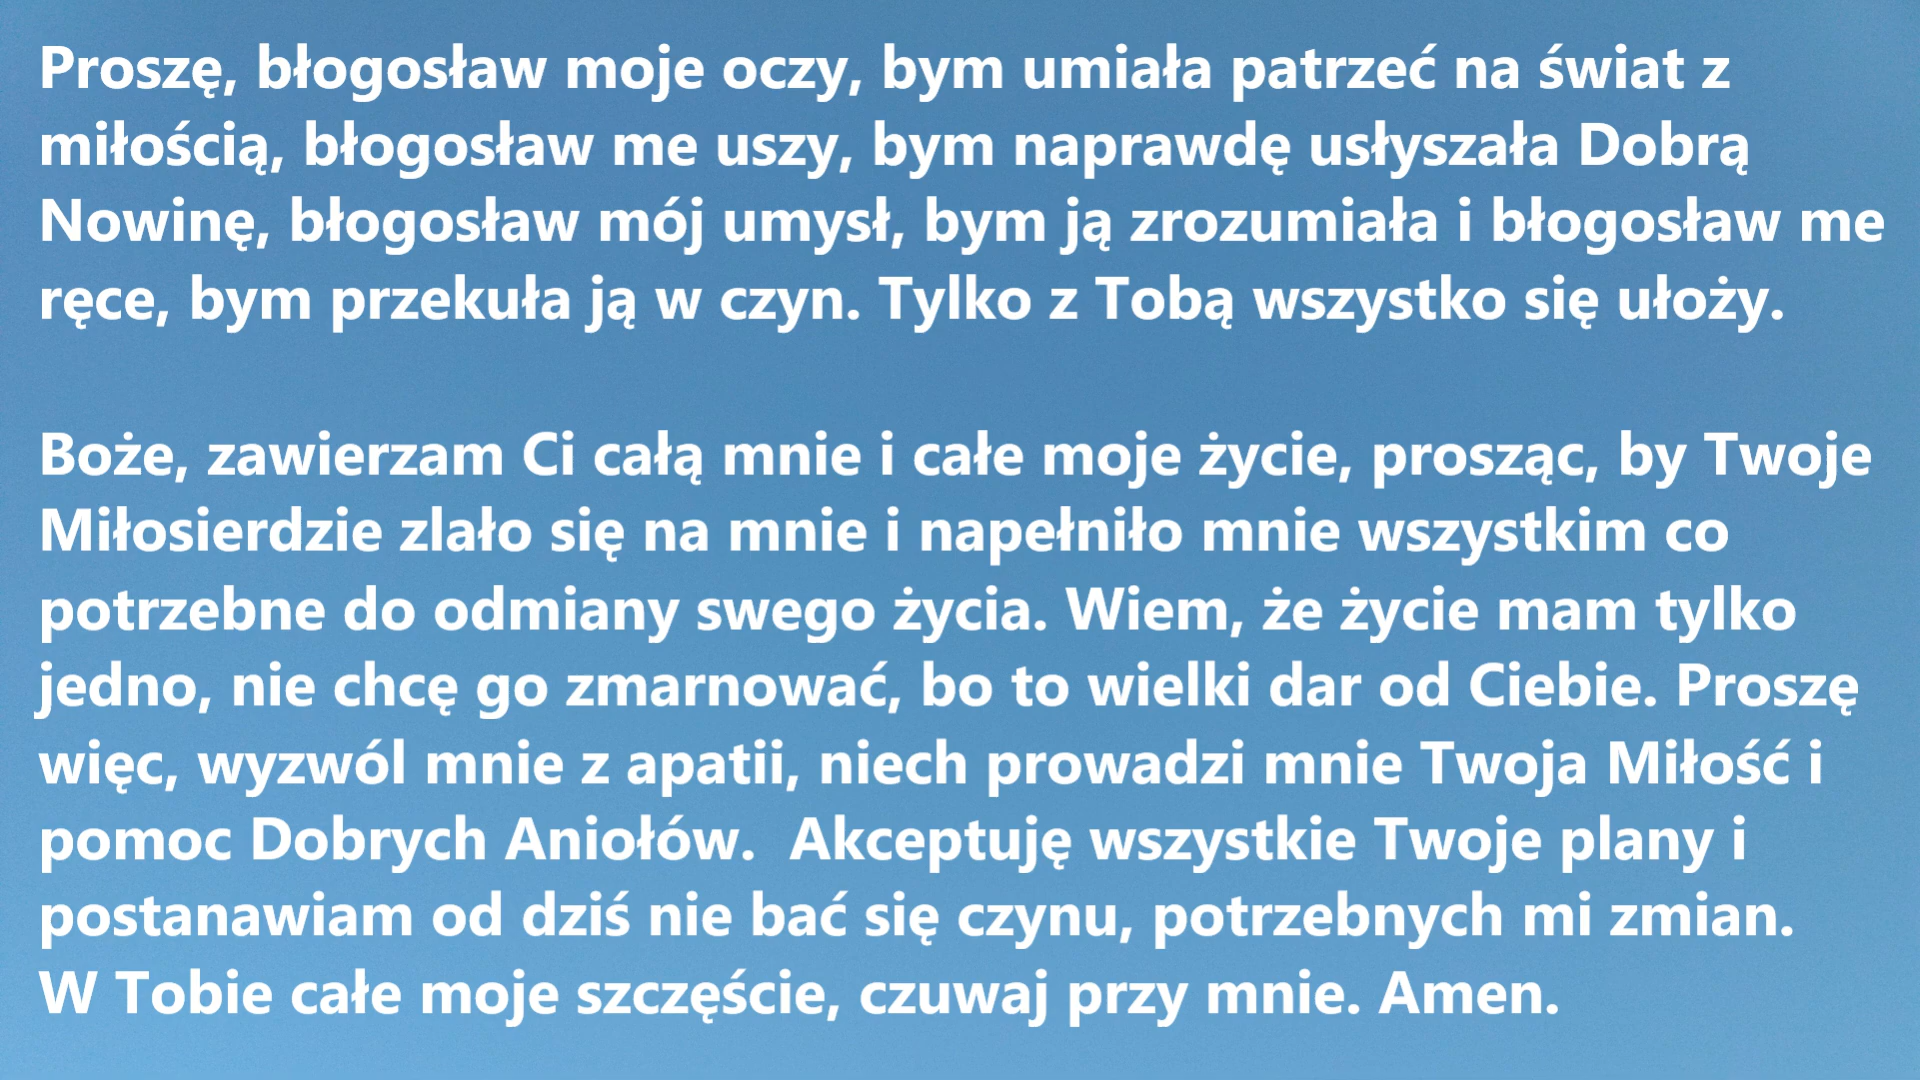 Proszę, błogosław moje oczy, bym umiała patrzeć na świat z
miłością, błogosław me uszy, bym naprawdę usłyszała Dobrą
Nowinę, błogosław mój umysł, bym ją zrozumiała i błogosław me
ręce, bym przekuła ją w czyn. Tylko z Tobą wszystko się ułoży.
Boże, zawierzam Ci całą mnie i całe moje życie, prosząc, by Twoje
Miłosierdzie zlało się na mnie i napełniło mnie wszystkim co
potrzebne do odmiany swego życia. Wiem, że życie mam tylko
jedno, nie chcę go zmarnować, bo to wielki dar od Ciebie. Proszę
więc, wyzwól mnie z apatii, niech prowadzi mnie Twoja Miłość i
pomoc Dobrych Aniołów.  Akceptuję wszystkie Twoje plany i
postanawiam od dziś nie bać się czynu, potrzebnych mi zmian.
W Tobie całe moje szczęście, czuwaj przy mnie. Amen.